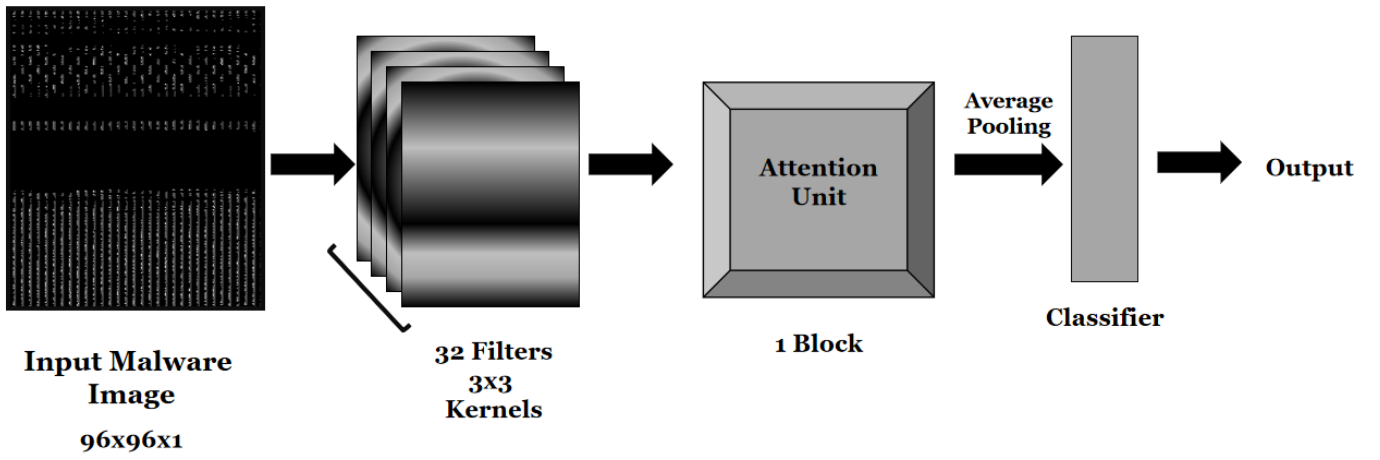 Input Malware
Image
96x96x1
32 Filters
3x3
Kernels
Attention
Unit
1 Block
Average
Pooling
Classifier
Output